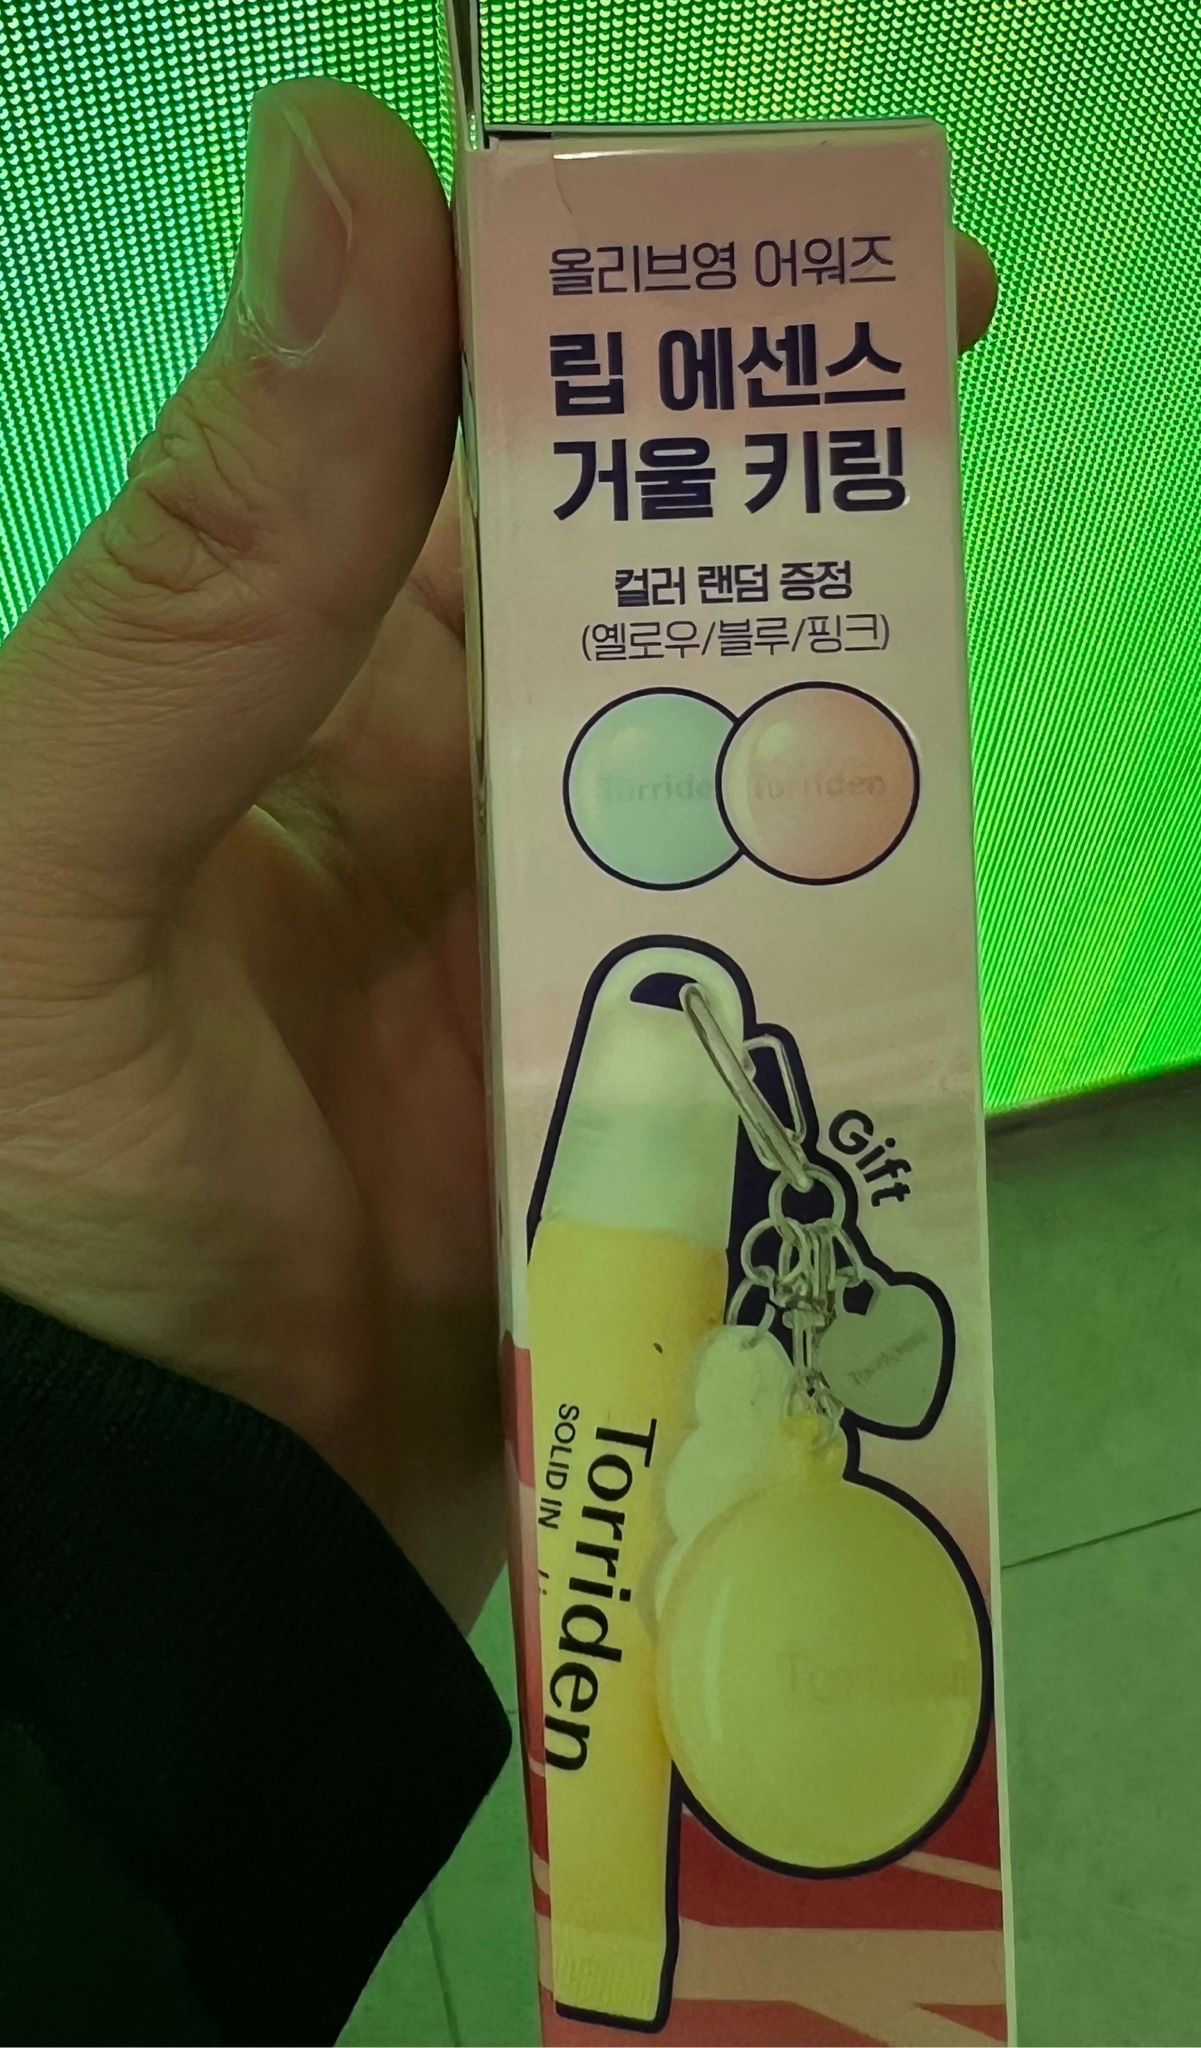 올리브영 어워즈
립 에센스
거울 키링
컬러 랜덤 증정
(옐로우/블루/핑크)
Torriden
Gift
Torriden
SOLID IN